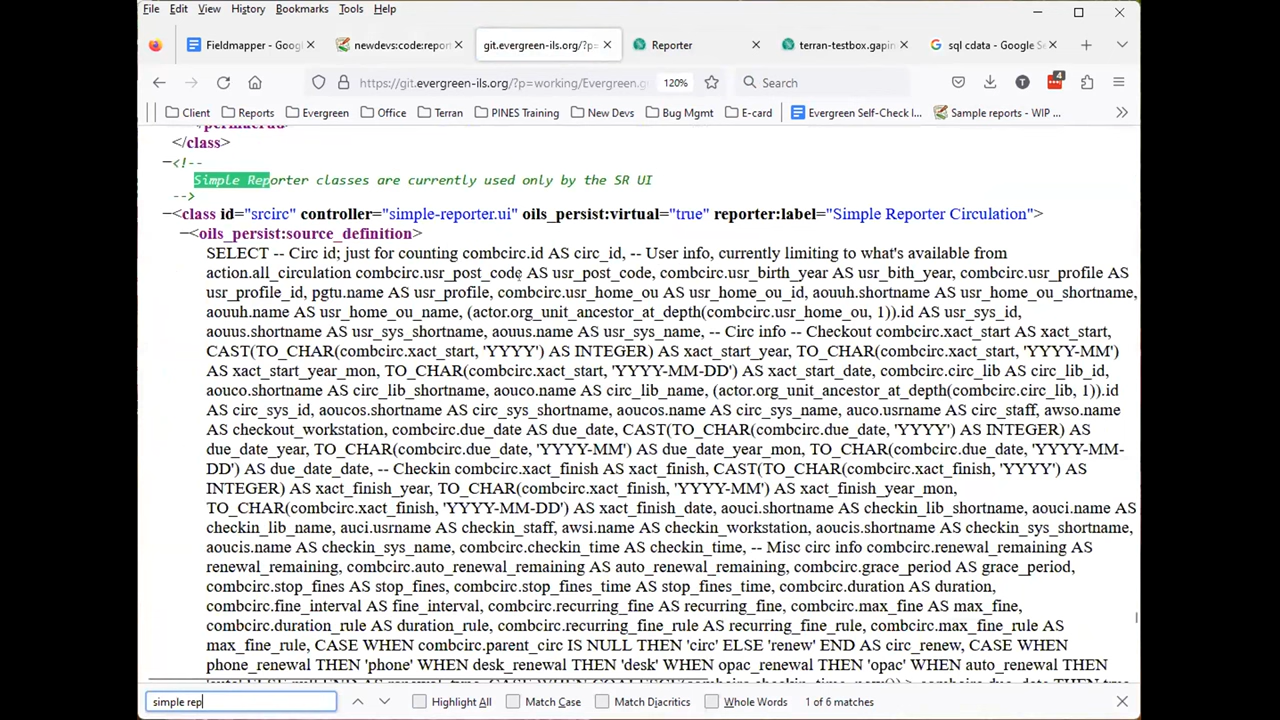 File Edit View History Bookmarks Tools Help
Fieldmapper - Goog newdevs:code:report git.evergreen-ils.org/?p= Reporter terran-testbox.gapin sql cdata - Google Se
https://git.evergreen-ils.org/?p=working/Evergreen.g 120% Search
Client Reports Evergreen Office Terran PINES Training New Devs Bug Mgmt E-card Evergreen Self-Check I... Sample reports - WIP ...
</class>
<!--
Simple Reporter classes are currently used only by the SR UI
-->
<class id="srcirc" controller="simple-reporter.ui" oils_persist:virtual="true" reporter:label="Simple Reporter Circulation">
<oils_persist:source_definition>
SELECT -- Circ id; just for counting combcirc.id AS circ_id, -- User info, currently limiting to what's available from
action.all_circulation combcirc.usr_post_code AS usr_post_code, combcirc.usr_birth_year AS usr_bith_year, combcirc.usr_profile AS
usr_profile_id, pgtu.name AS usr_profile, combcirc.usr_home_ou AS usr_home_ou_id, aouuh.shortname AS usr_home_ou_shortname,
aouuh.name AS usr_home_ou_name, (actor.org_unit_ancestor_at_depth(combcirc.usr_home_ou, 1)).id AS usr_sys_id,
aouus.shortname AS usr_sys_shortname, aouus.name AS usr_sys_name, -- Circ info -- Checkout combcirc.xact_start AS xact_start,
CAST(TO_CHAR(combcirc.xact_start, 'YYYY') AS INTEGER) AS xact_start_year, TO_CHAR(combcirc.xact_start, 'YYYY-MM')
AS xact_start_year_mon, TO_CHAR(combcirc.xact_start, 'YYYY-MM-DD') AS xact_start_date, combcirc.circ_lib AS circ_lib_id,
aouco.shortname AS circ_lib_shortname, aouco.name AS circ_lib_name, (actor.org_unit_ancestor_at_depth(combcirc.circ_lib, 1)).id
AS circ_sys_id, aoucos.shortname AS circ_sys_shortname, aoucos.name AS circ_sys_name, auco.usrname AS circ_staff, awso.name
AS checkout_workstation, combcirc.due_date AS due_date, CAST(TO_CHAR(combcirc.due_date, 'YYYY') AS INTEGER) AS
due_date_year, TO_CHAR(combcirc.due_date, 'YYYY-MM') AS due_date_year_mon, TO_CHAR(combcirc.due_date, 'YYYY-MM-
DD') AS due_date_date, -- Checkin combcirc.xact_finish AS xact_finish, CAST(TO_CHAR(combcirc.xact_finish, 'YYYY') AS
INTEGER) AS xact_finish_year, TO_CHAR(combcirc.xact_finish, 'YYYY-MM') AS xact_finish_year_mon,
TO_CHAR(combcirc.xact_finish, 'YYYY-MM-DD') AS xact_finish_date, aouci.shortname AS checkin_lib_shortname, aouci.name AS
checkin_lib_name, auci.usrname AS checkin_staff, awsi.name AS checkin_workstation, aoucis.shortname AS checkin_sys_shortname,
aoucis.name AS checkin_sys_name, combcirc.checkin_time AS checkin_time, -- Misc circ info combcirc.renewal_remaining AS
renewal_remaining, combcirc.auto_renewal_remaining AS auto_renewal_remaining, combcirc.grace_period AS grace_period,
combcirc.stop_fines AS stop_fines, combcirc.stop_fines_time AS stop_fines_time, combcirc.duration AS duration,
combcirc.fine_interval AS fine_interval, combcirc.recurring_fine AS recurring_fine, combcirc.max_fine AS max_fine,
combcirc.duration_rule AS duration_rule, combcirc.recurring_fine_rule AS recurring_fine_rule, combcirc.max_fine_rule AS
max_fine_rule, CASE WHEN combcirc.parent_circ IS NULL THEN 'circ' ELSE 'renew' END AS circ_renew, CASE WHEN
phone_renewal THEN 'phone' WHEN desk_renewal THEN 'desk' WHEN opac_renewal THEN 'opac' WHEN auto_renewal THEN
simple rep Highlight All Match Case Match Diacritics Whole Words 1 of 6 matches